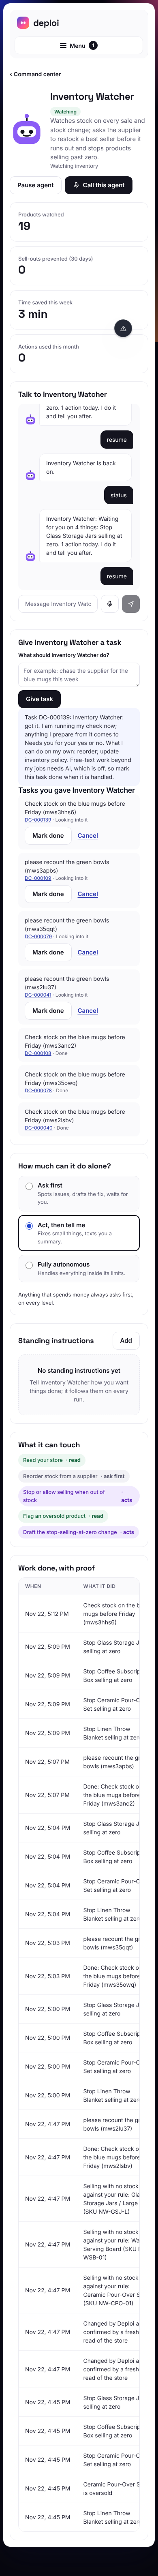 deploi
Menu 1
‹ Command center
Inventory Watcher
Watching
Watches stock on every sale and
stock change; asks the supplier
to restock a best seller before it
runs out and stops products
selling past zero.
Watching inventory
Pause agent
Call this agent
Products watched
19
Sell-outs prevented (30 days)
0
Time saved this week
3 min
Actions used this month
0
Talk to Inventory Watcher
zero. 1 action today. I do it
and tell you after.
resume
Inventory Watcher is back
on.
status
Inventory Watcher: Waiting
for you on 4 things: Stop
Glass Storage Jars selling at
zero. 1 action today. I do it
and tell you after.
resume
Message Inventory Watc
Give Inventory Watcher a task
What should Inventory Watcher do?
For example: chase the supplier for the
blue mugs this week
Give task
Task DC-000139: Inventory Watcher:
got it. I am running my check now;
anything I prepare from it comes to
Needs you for your yes or no. What I
can do on my own: reorder, update
inventory policy. Free-text work beyond
my jobs needs AI, which is off, so mark
this task done when it is handled.
Tasks you gave Inventory Watcher
Check stock on the blue mugs before
Friday (mws3hhs6)
DC-000139 · Looking into it
Mark done Cancel
please recount the green bowls
(mws3apbs)
DC-000109 · Looking into it
Mark done Cancel
please recount the green bowls
(mws35qqt)
DC-000079 · Looking into it
Mark done Cancel
please recount the green bowls
(mws2lu37)
DC-000041 · Looking into it
Mark done Cancel
Check stock on the blue mugs before
Friday (mws3anc2)
DC-000108 · Done
Check stock on the blue mugs before
Friday (mws35owq)
DC-000078 · Done
Check stock on the blue mugs before
Friday (mws2lsbv)
DC-000040 · Done
How much can it do alone?
Ask first
Spots issues, drafts the fix, waits for
you.
Act, then tell me
Fixes small things, texts you a
summary.
Fully autonomous
Handles everything inside its limits.
Anything that spends money always asks first,
on every level.
Standing instructions
Add
No standing instructions yet
Tell Inventory Watcher how you want
things done; it follows them on every
run.
What it can touch
Read your store · read
Reorder stock from a supplier · ask first
Stop or allow selling when out of
stock · acts
Flag an oversold product · read
Draft the stop-selling-at-zero change · acts
Work done, with proof
WHEN WHAT IT DID
Nov 22, 5:12 PM Check stock on the b
mugs before Friday
(mws3hhs6)
Nov 22, 5:09 PM Stop Glass Storage J
selling at zero
Nov 22, 5:09 PM Stop Coffee Subscrip
Box selling at zero
Nov 22, 5:09 PM Stop Ceramic Pour-O
Set selling at zero
Nov 22, 5:09 PM Stop Linen Throw
Blanket selling at zer
Nov 22, 5:07 PM please recount the g
bowls (mws3apbs)
Nov 22, 5:07 PM Done: Check stock o
the blue mugs before
Friday (mws3anc2)
Nov 22, 5:04 PM Stop Glass Storage J
selling at zero
Nov 22, 5:04 PM Stop Coffee Subscrip
Box selling at zero
Nov 22, 5:04 PM Stop Ceramic Pour-O
Set selling at zero
Nov 22, 5:04 PM Stop Linen Throw
Blanket selling at zer
Nov 22, 5:03 PM please recount the g
bowls (mws35qqt)
Nov 22, 5:03 PM Done: Check stock o
the blue mugs before
Friday (mws35owq)
Nov 22, 5:00 PM Stop Glass Storage J
selling at zero
Nov 22, 5:00 PM Stop Coffee Subscrip
Box selling at zero
Nov 22, 5:00 PM Stop Ceramic Pour-O
Set selling at zero
Nov 22, 5:00 PM Stop Linen Throw
Blanket selling at zer
Nov 22, 4:47 PM please recount the g
bowls (mws2lu37)
Nov 22, 4:47 PM Done: Check stock o
the blue mugs before
Friday (mws2lsbv)
Nov 22, 4:47 PM Selling with no stock
against your rule: Gla
Storage Jars / Large
(SKU NW-GSJ-L)
Nov 22, 4:47 PM Selling with no stock
against your rule: Wa
Serving Board (SKU
WSB-01)
Nov 22, 4:47 PM Selling with no stock
against your rule:
Ceramic Pour-Over S
(SKU NW-CPO-01)
Nov 22, 4:47 PM Changed by Deploi a
confirmed by a fresh
read of the store
Nov 22, 4:47 PM Changed by Deploi a
confirmed by a fresh
read of the store
Nov 22, 4:45 PM Stop Glass Storage J
selling at zero
Nov 22, 4:45 PM Stop Coffee Subscrip
Box selling at zero
Nov 22, 4:45 PM Stop Ceramic Pour-O
Set selling at zero
Nov 22, 4:45 PM Ceramic Pour-Over S
is oversold
Nov 22, 4:45 PM Stop Linen Throw
Blanket selling at zer